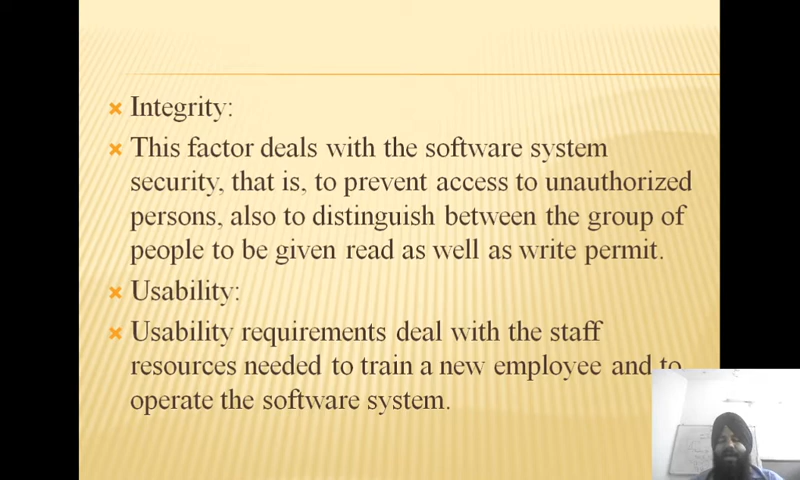 Integrity:
This factor deals with the software system
security, that is, to prevent access to unauthorized
persons, also to distinguish between the group of
people to be given read as well as write permit.
Usability:
Usability requirements deal with the staff
resources needed to train a new employee and to
operate the software system.